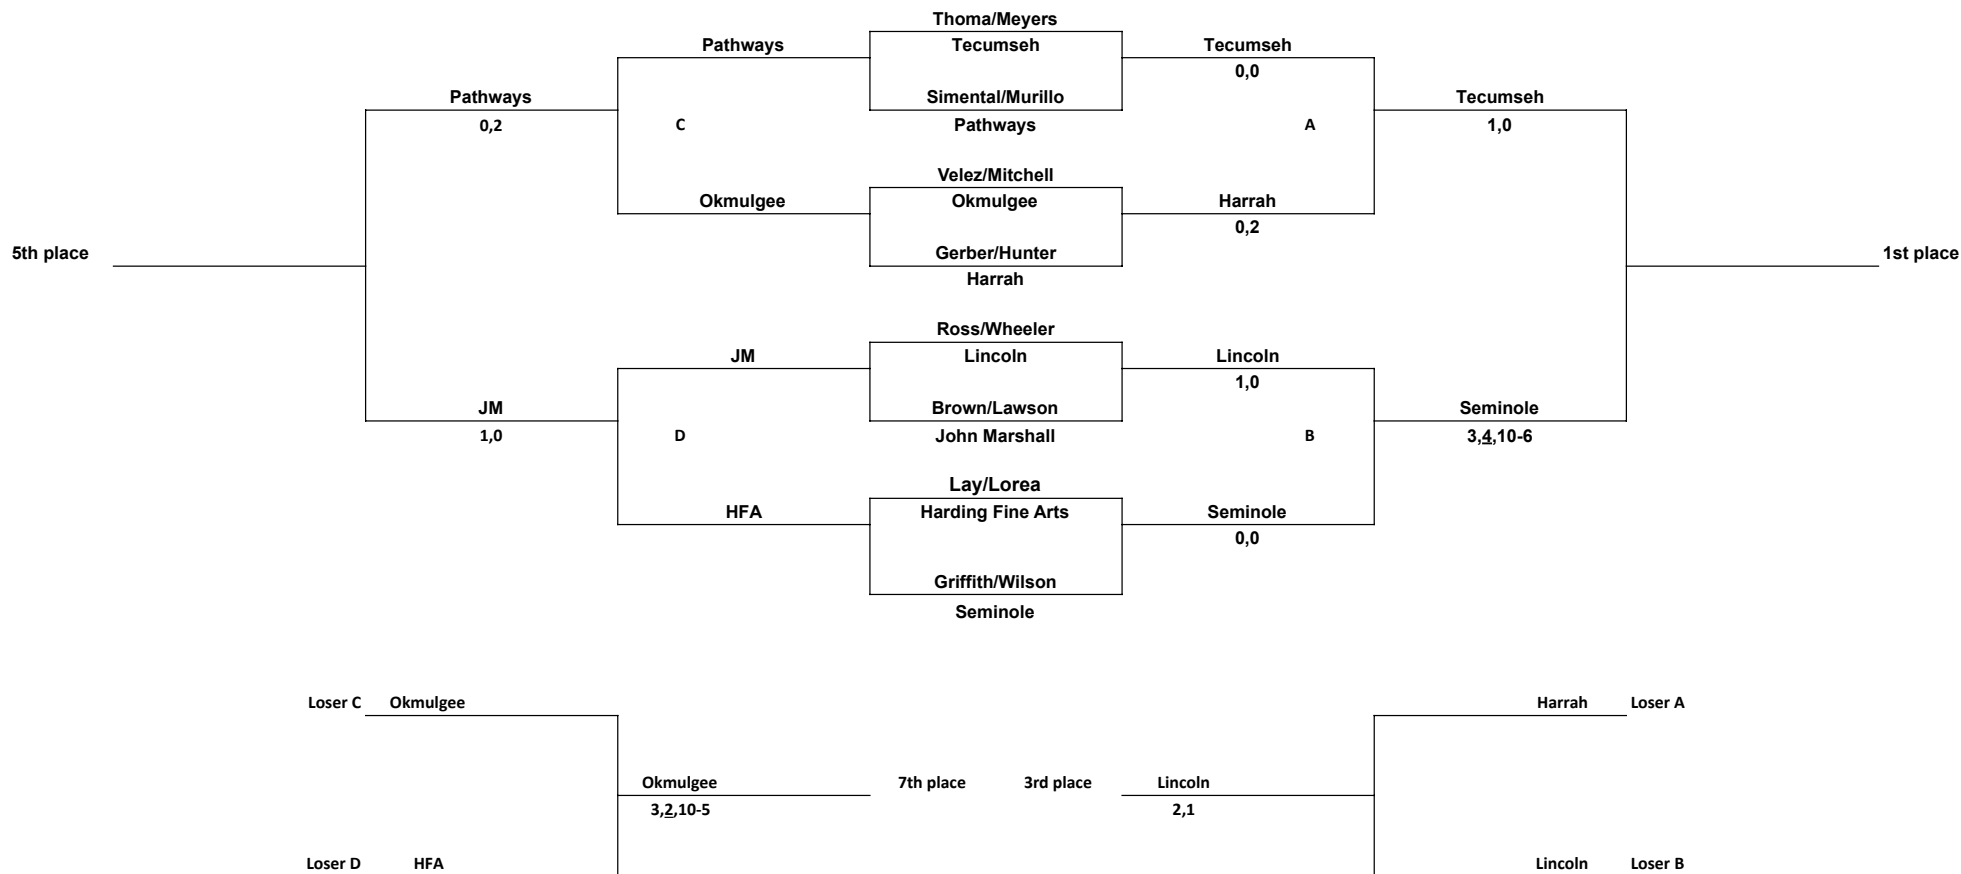 Thoma/Meyers
Pathways Tecumseh Tecumseh
0,0
Pathways Simental/Murillo Tecumseh
0,2 C Pathways A 1,0
Velez/Mitchell
Okmulgee Okmulgee Harrah
0,2
5th place Gerber/Hunter 1st place
Harrah
Ross/Wheeler
JM Lincoln Lincoln
1,0
JM Brown/Lawson Seminole
1,0 D John Marshall B 3,4,10-6
Lay/Lorea
HFA Harding Fine Arts Seminole
0,0
Griffith/Wilson
Seminole
Loser C Okmulgee Harrah Loser A
Okmulgee 7th place 3rd place Lincoln
3,2,10-5 2,1
Loser D HFA Lincoln Loser B